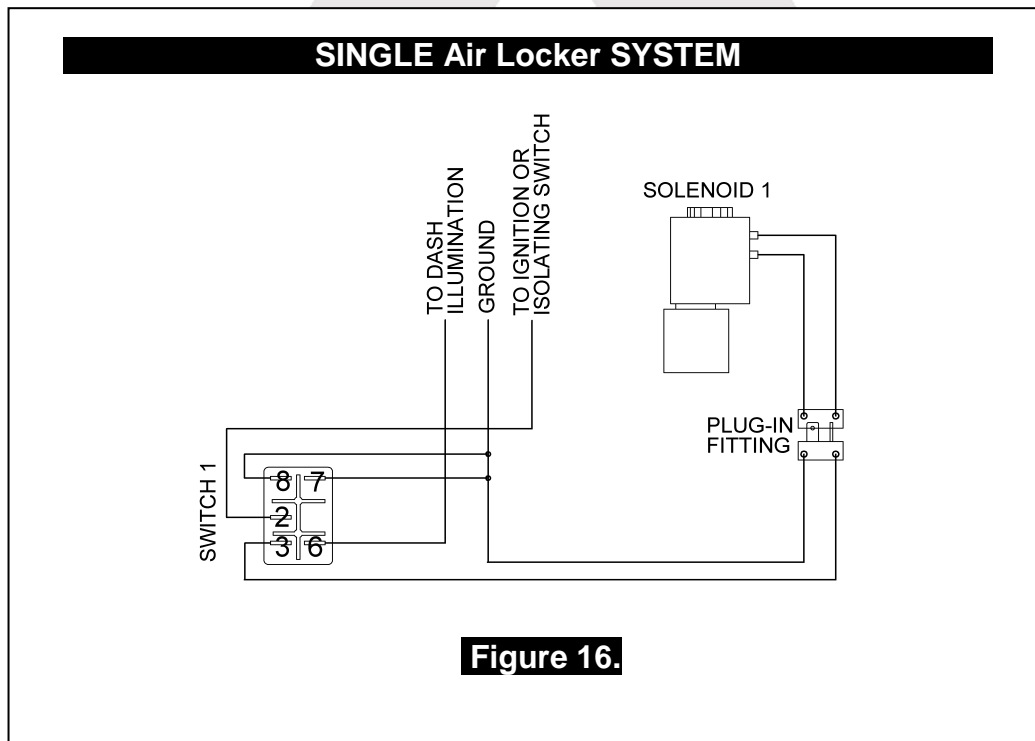 SINGLE Air Locker SYSTEM
TO DASH
ILLUMINATION
GROUND
TO IGNITION OR
ISOLATING SWITCH
SOLENOID 1
PLUG-IN
FITTING
SWITCH 1
8 7
2
3 6
Figure 16.